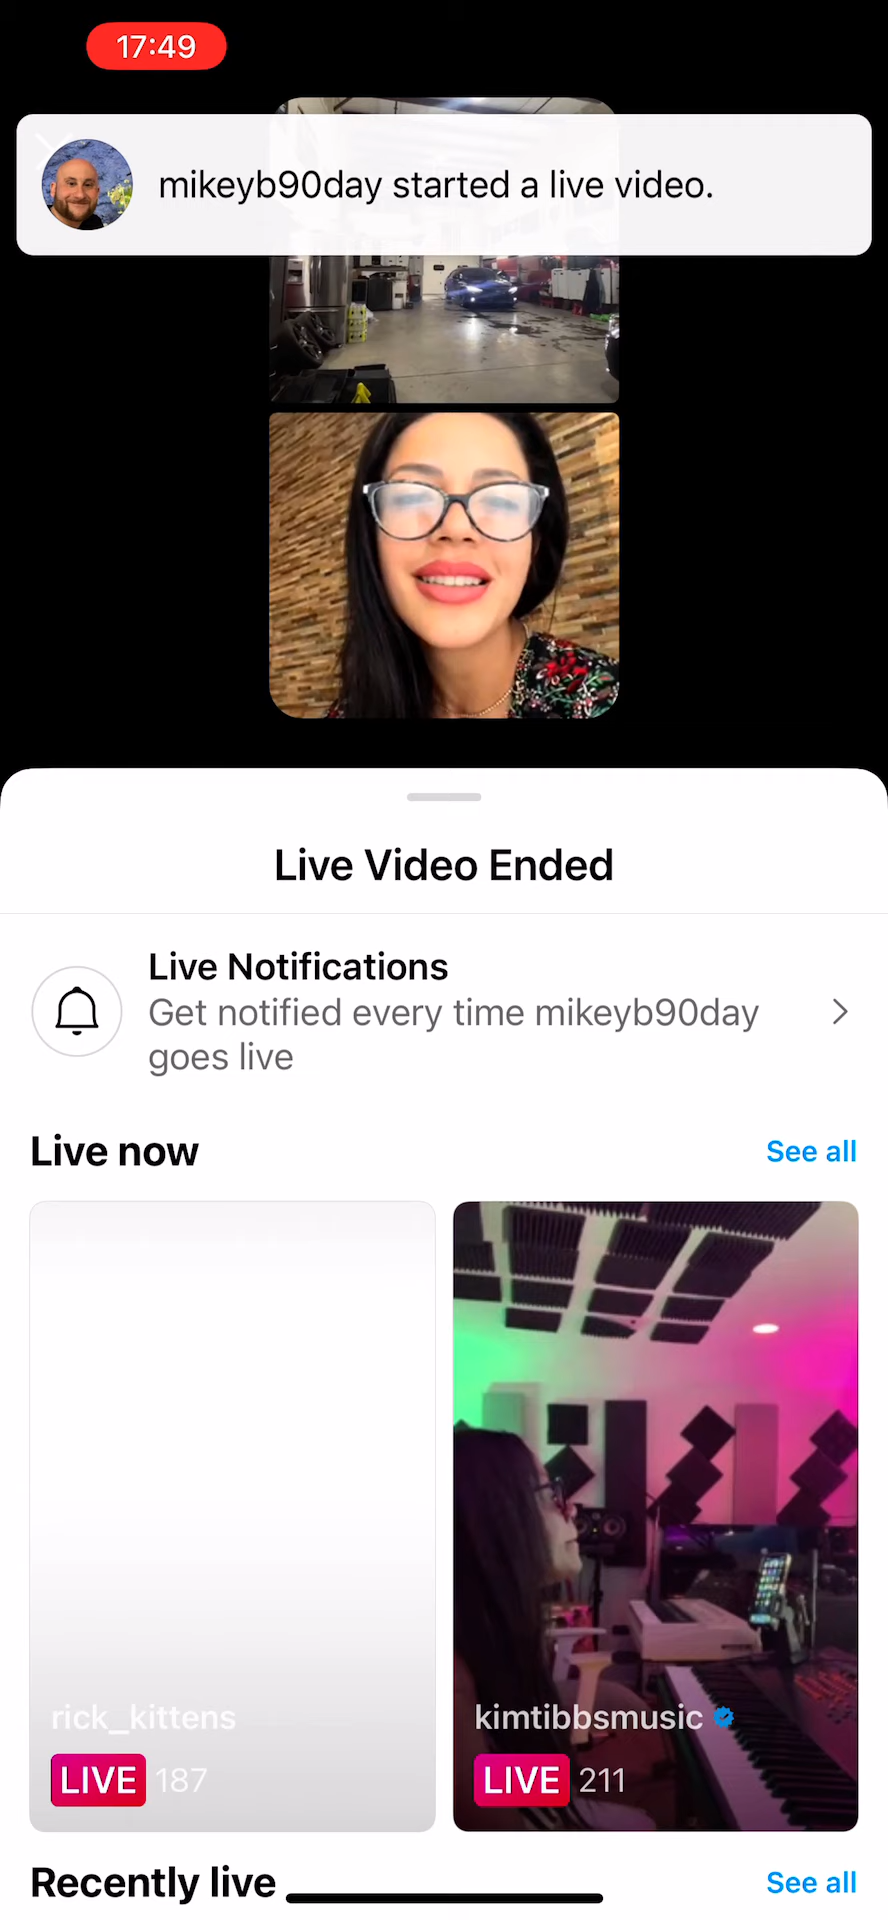 17:49
mikeyb90day started a live video.
Live Video Ended
Live Notifications
Get notified every time mikeyb90day
goes live
Live now
See all
rick_kittens
LIVE 187
kimtibbsmusic
LIVE 211
Recently live
See all